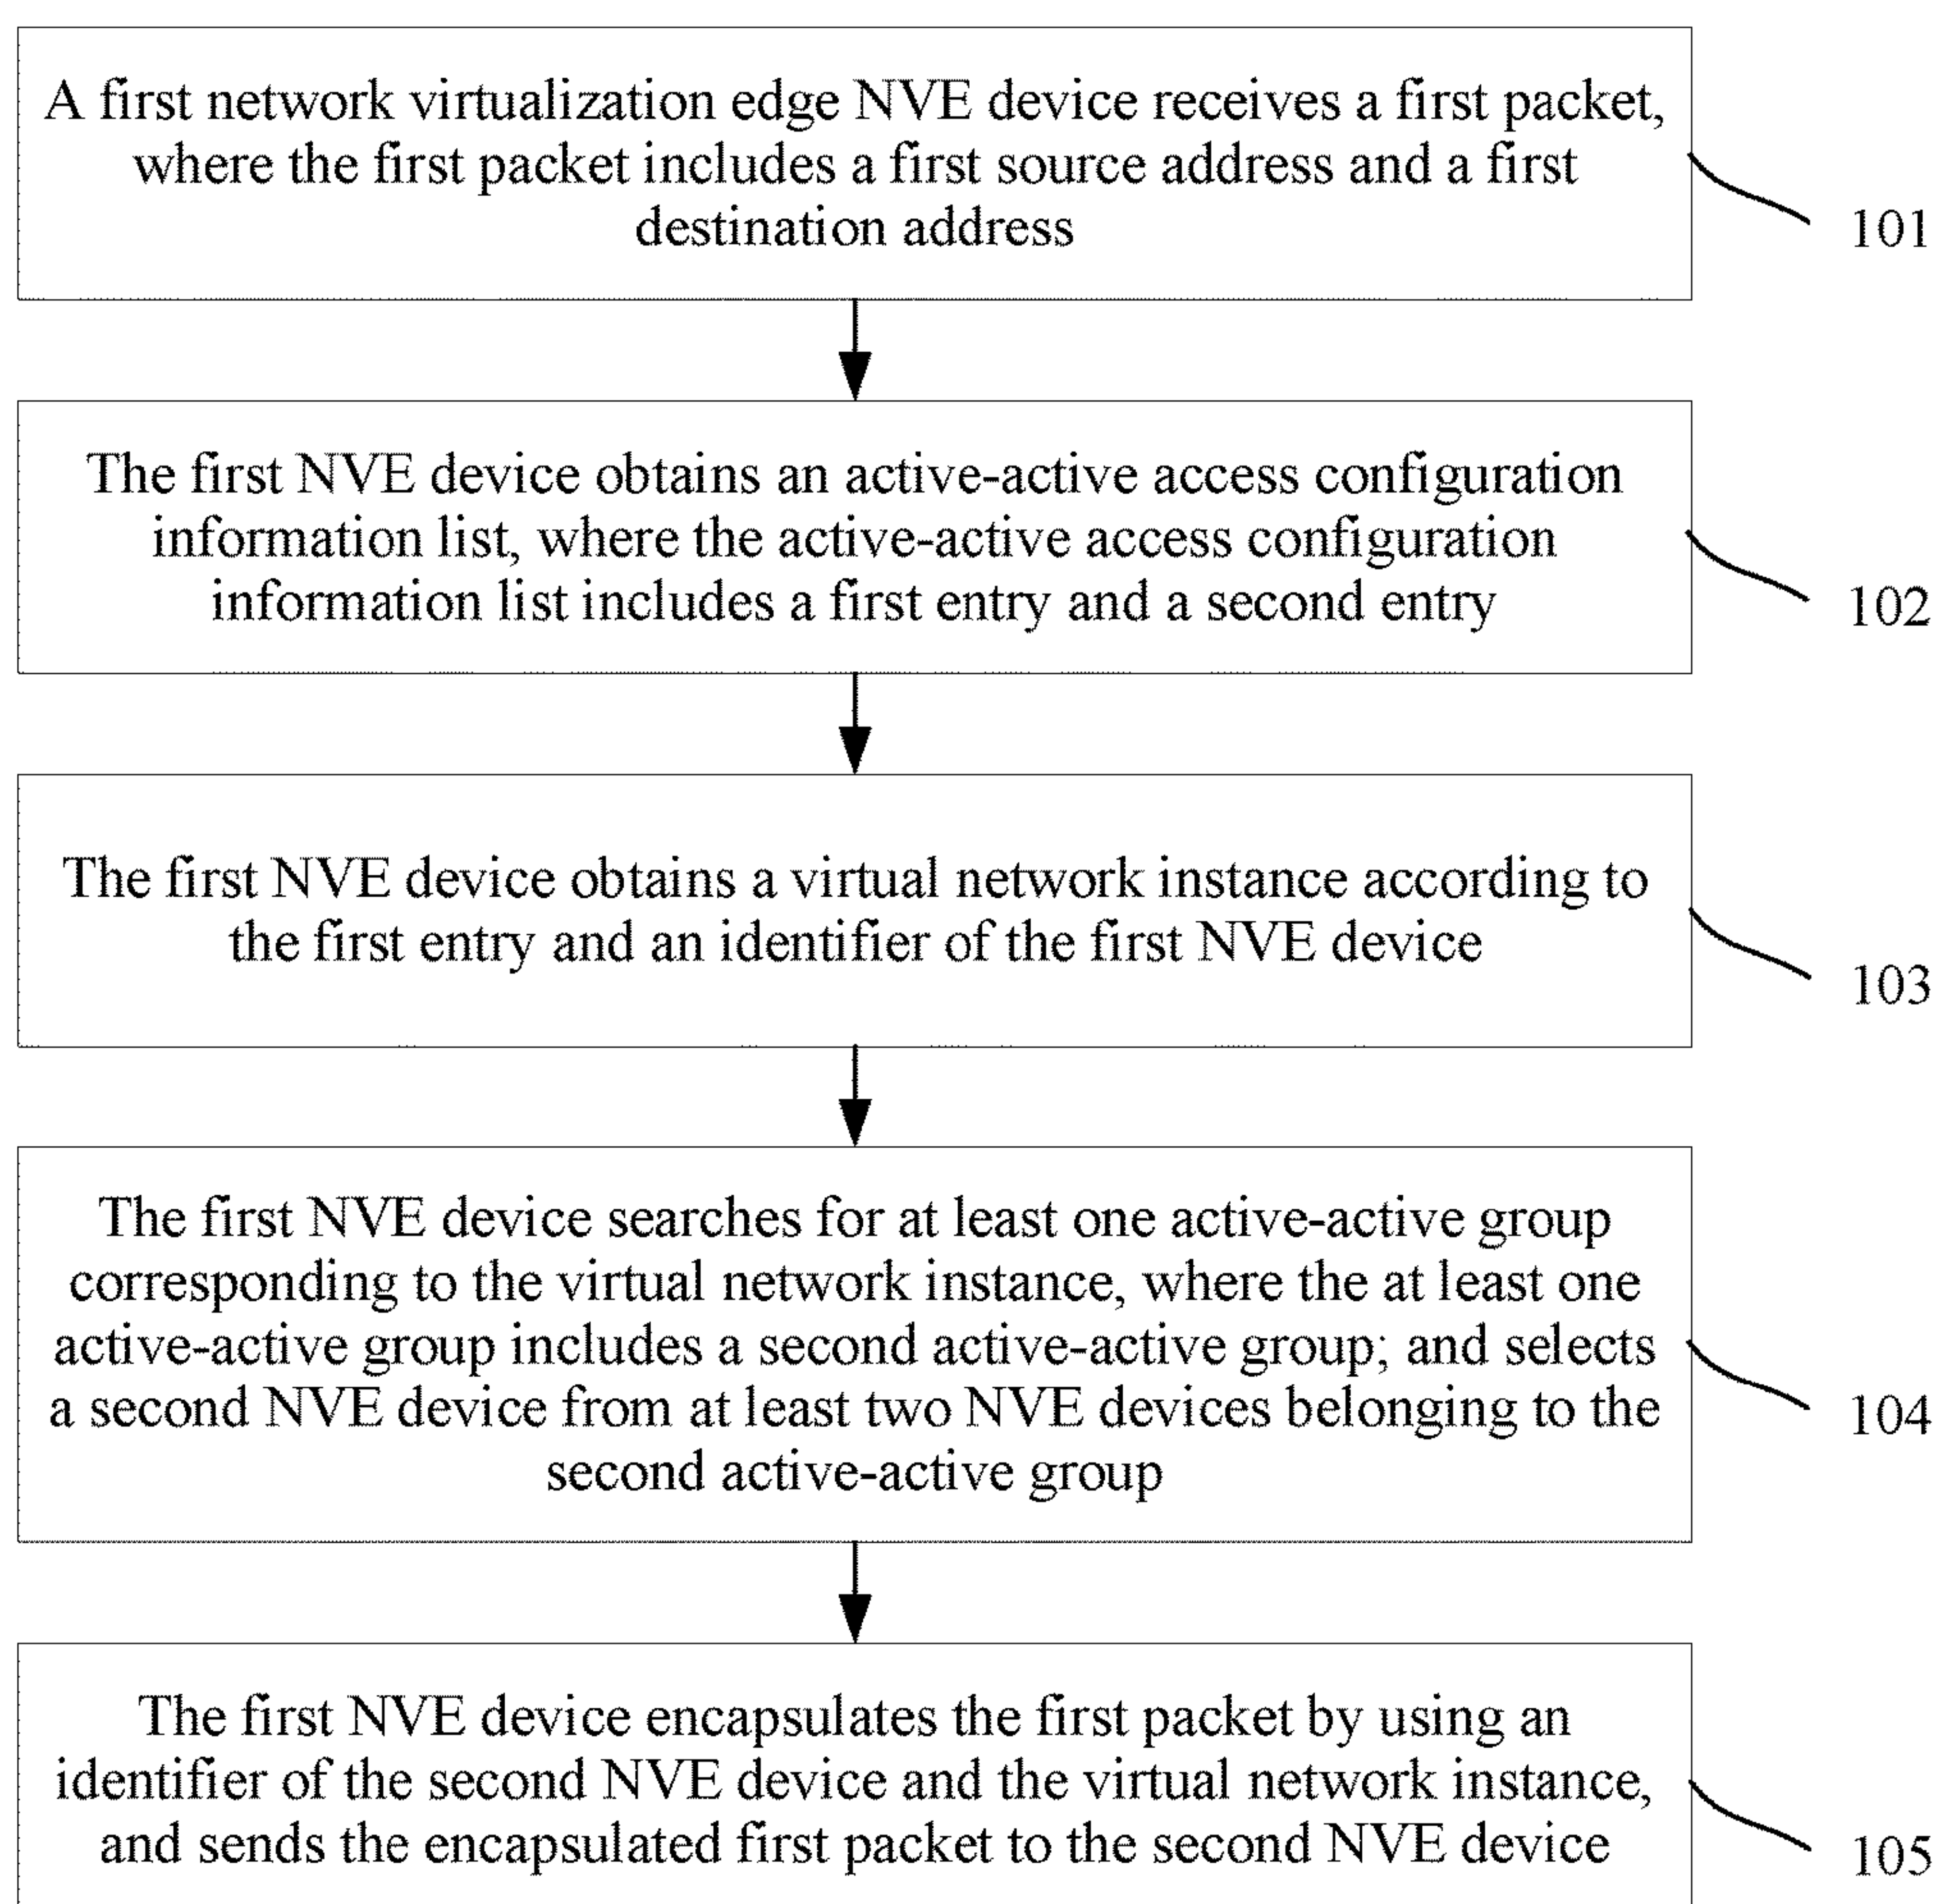 A first network virtualization edge NVE device receives a first packet,
where the first packet includes a first source address and a first
destination address
101
The first NVE device obtains an active-active access configuration
information list, where the active-active access configuration
information list includes a first entry and a second entry
102
The first NVE device obtains a virtual network instance according to
the first entry and an identifier of the first NVE device
103
The first NVE device searches for at least one active-active group
corresponding to the virtual network instance, where the at least one
active-active group includes a second active-active group; and selects
a second NVE device from at least two NVE devices belonging to the
second active-active group
104
The first NVE device encapsulates the first packet by using an
identifier of the second NVE device and the virtual network instance,
and sends the encapsulated first packet to the second NVE device
105